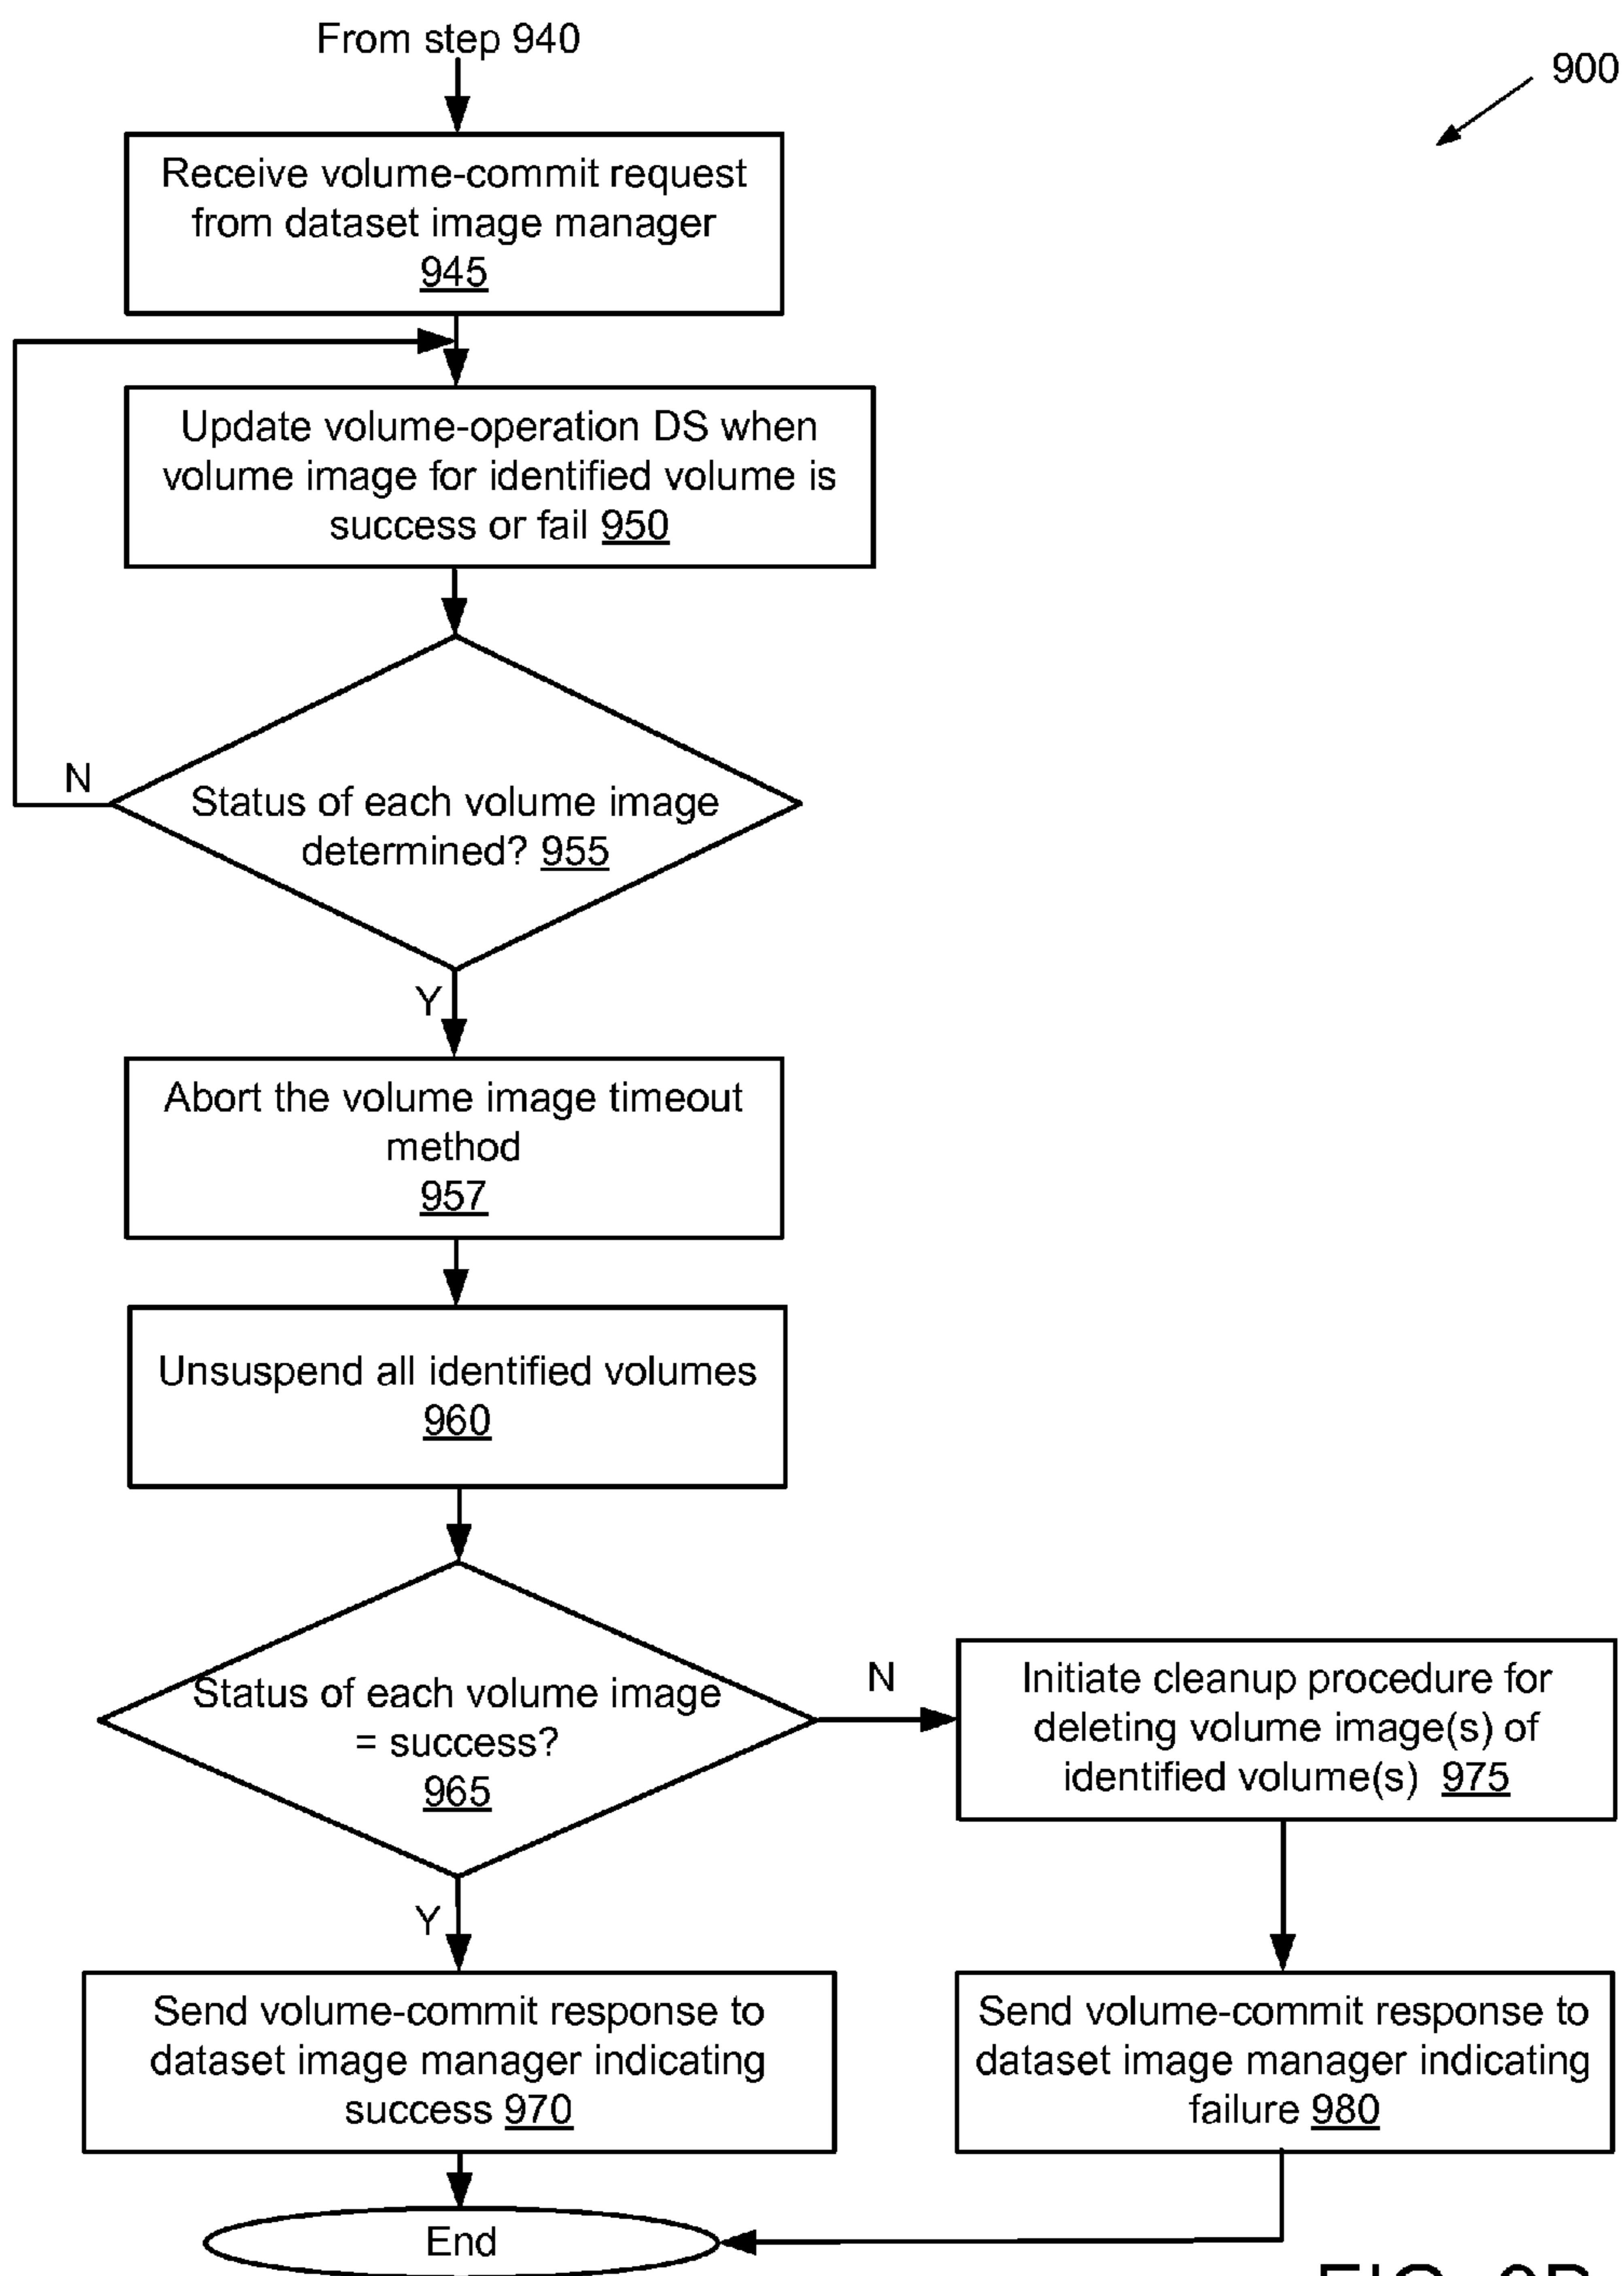 From step 940
900
Receive volume-commit request
from dataset image manager
945
Update volume-operation DS when
volume image for identified volume is
success or fail 950
N
Status of each volume image
determined? 955
Y
Abort the volume image timeout
method
957
Unsuspend all identified volumes
960
Status of each volume image
= success?
965
N
Initiate cleanup procedure for
deleting volume image(s) of
identified volume(s) 975
Y
Send volume-commit response to
dataset image manager indicating
success 970
Send volume-commit response to
dataset image manager indicating
failure 980
End